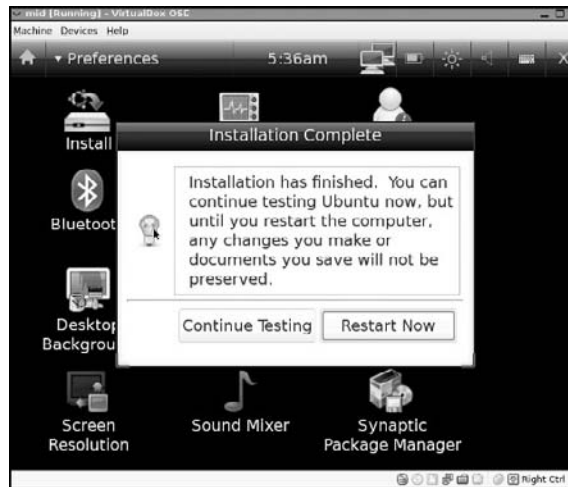 mid [Running] - VirtualBox OSE
Machine Devices Help
Preferences 5:36am X
Install
Installation Complete
Installation has finished. You can
continue testing Ubuntu now, but
until you restart the computer,
any changes you make or
documents you save will not be
preserved.
Continue Testing Restart Now
Bluetoot
Desktop
Backgrou
Screen
Resolution
Sound Mixer
Synaptic
Package Manager
Right Ctrl